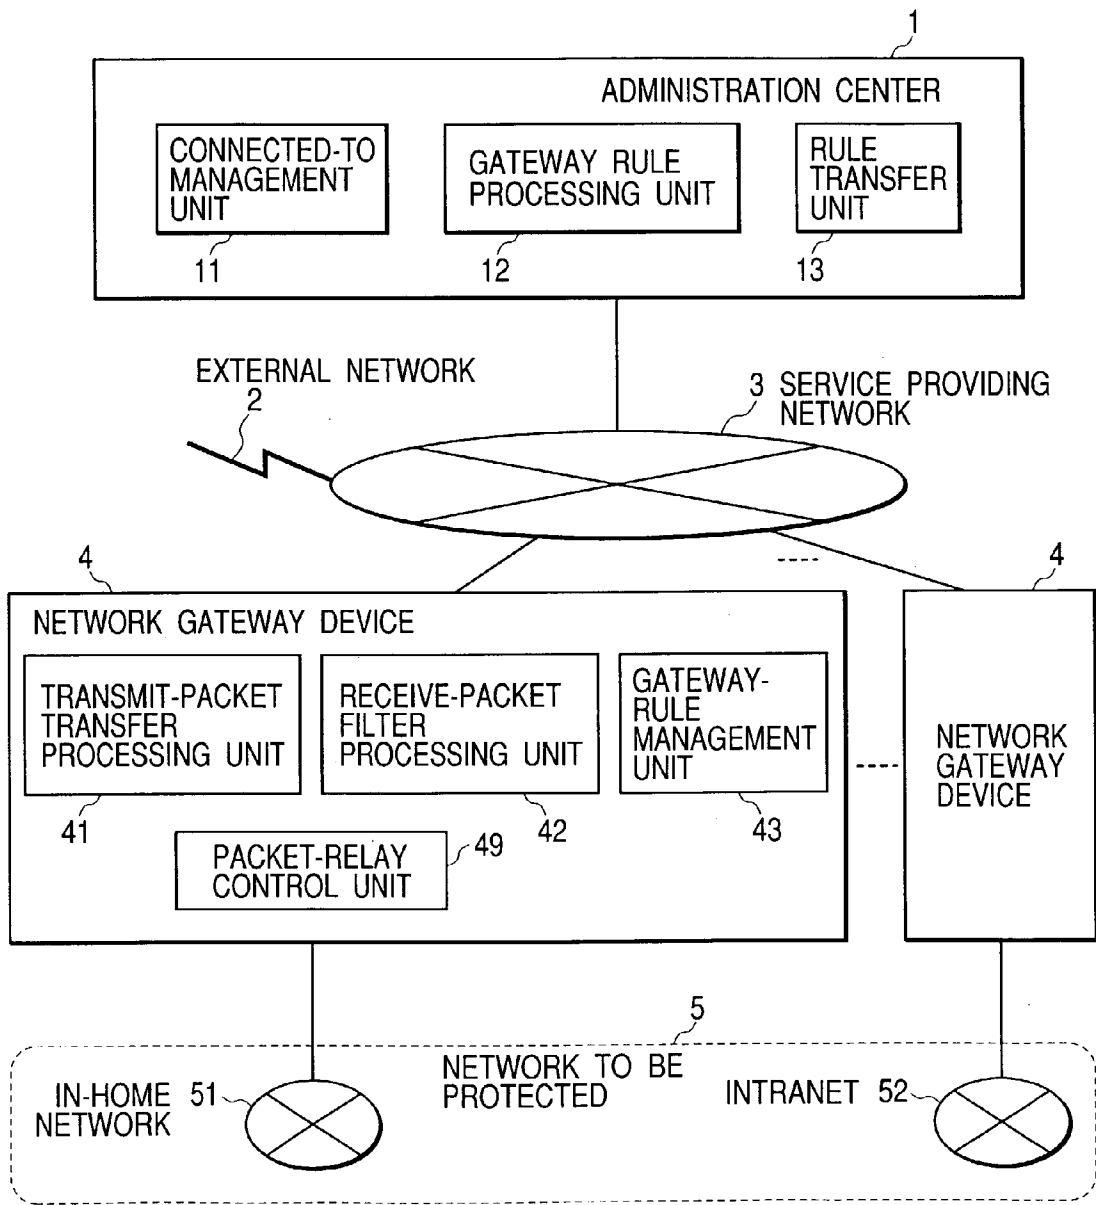 1
ADMINISTRATION CENTER
CONNECTED-TO
MANAGEMENT
UNIT
11
GATEWAY RULE
PROCESSING UNIT
12
RULE
TRANSFER
UNIT
13
EXTERNAL NETWORK
2
3 SERVICE PROVIDING
NETWORK
4
NETWORK GATEWAY DEVICE
TRANSMIT-PACKET
TRANSFER
PROCESSING UNIT
41
RECEIVE-PACKET
FILTER
PROCESSING UNIT
42
GATEWAY-
RULE
MANAGEMENT
UNIT
43
PACKET-RELAY
CONTROL UNIT
49
4
NETWORK
GATEWAY
DEVICE
5
NETWORK TO BE
PROTECTED
IN-HOME 51
NETWORK
INTRANET 52